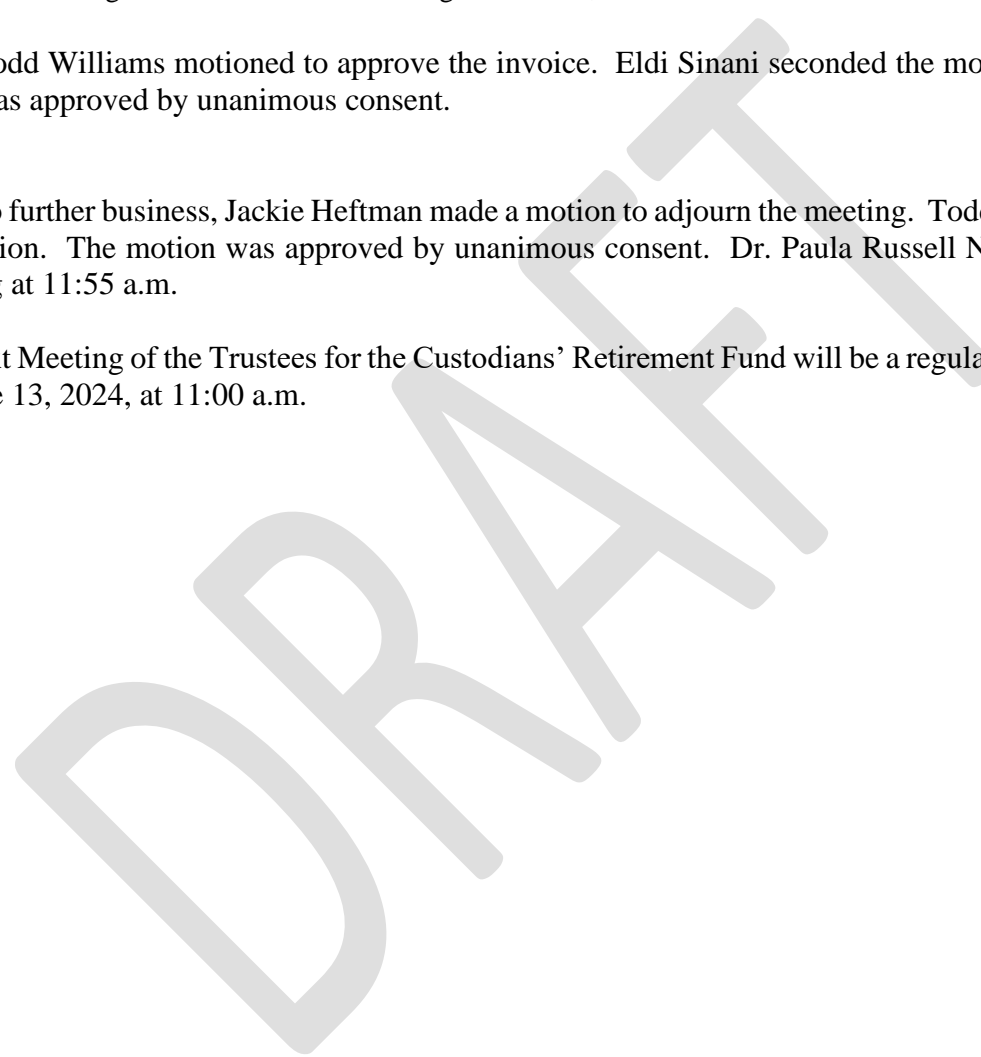 odd Williams motioned to approve the invoice. Eldi Sinani seconded the mo
as approved by unanimous consent.
further business, Jackie Heftman made a motion to adjourn the meeting. Tod
ion. The motion was approved by unanimous consent. Dr. Paula Russell N
at 11:55 a.m.
t Meeting of the Trustees for the Custodians’ Retirement Fund will be a regula
e 13, 2024, at 11:00 a.m.
DRAFT